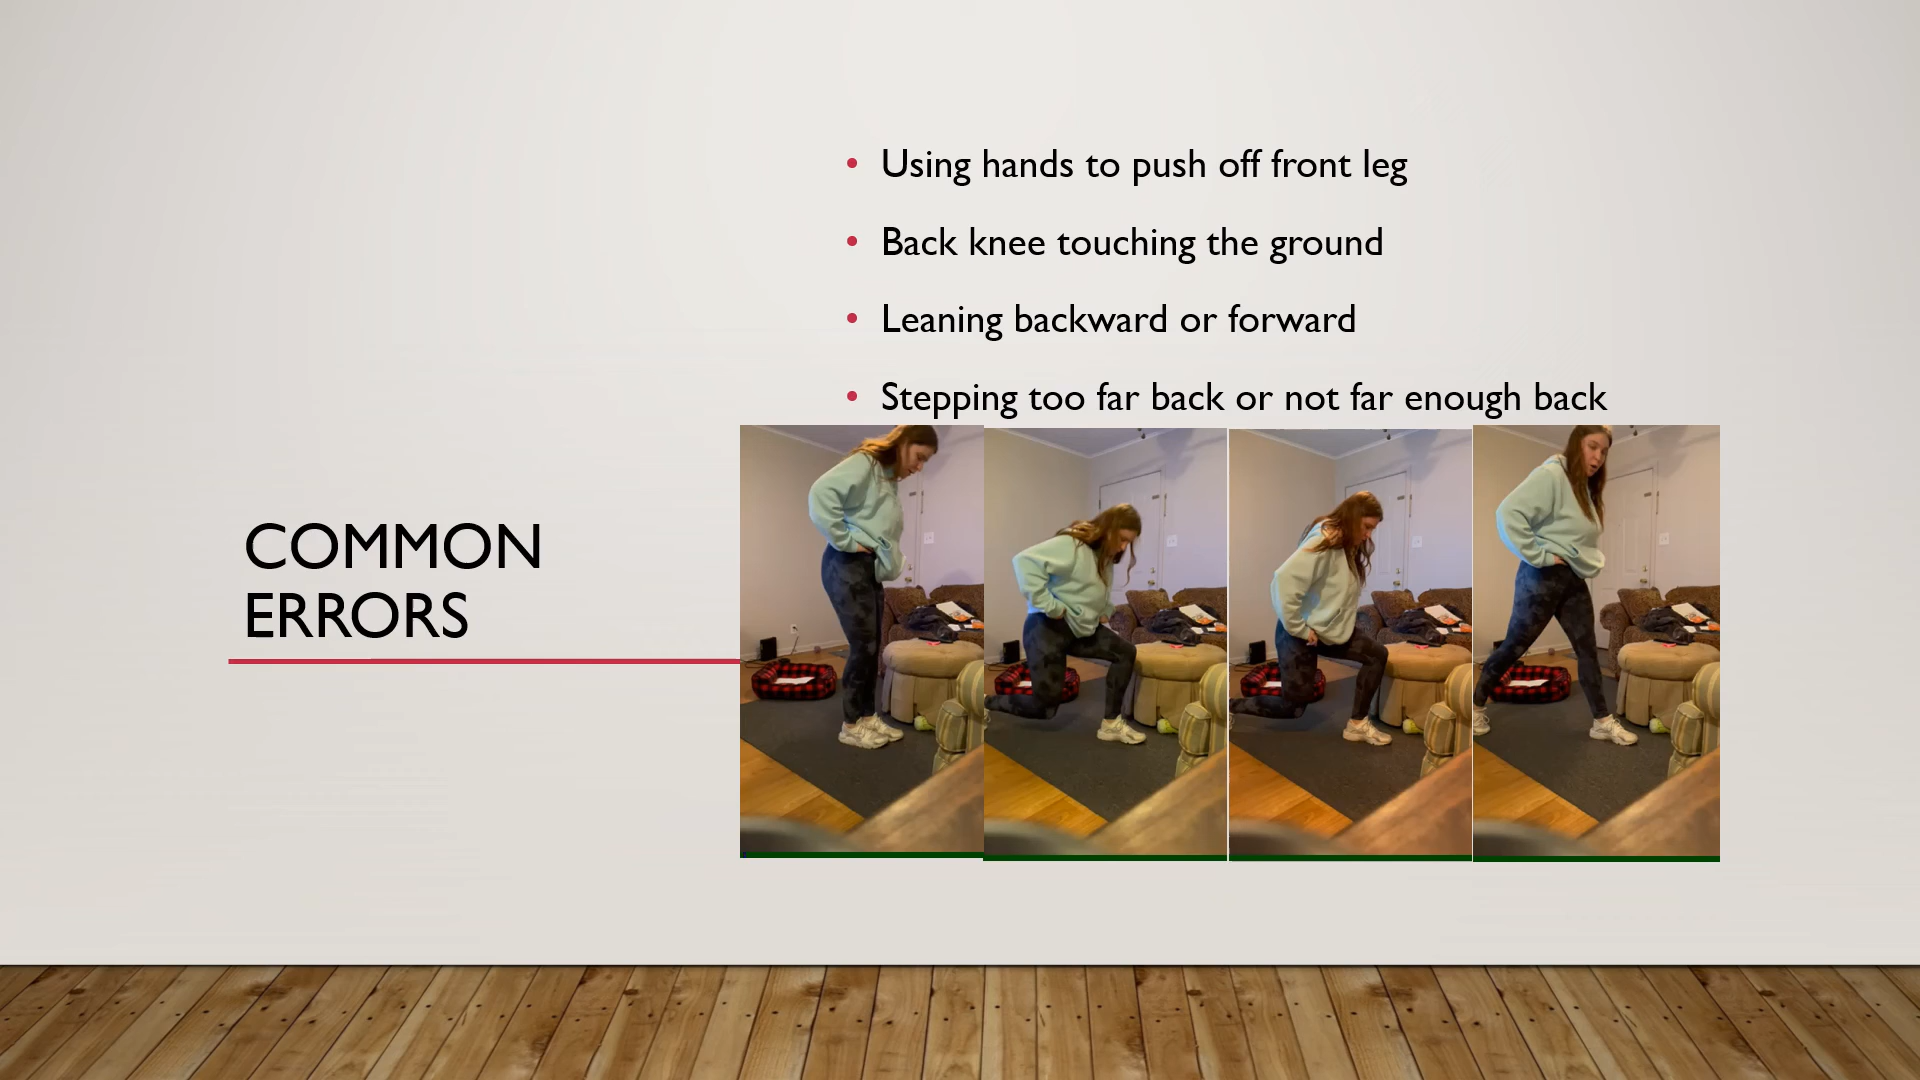 Using hands to push off front leg
Back knee touching the ground
Leaning backward or forward
Stepping too far back or not far enough back
COMMON
ERRORS